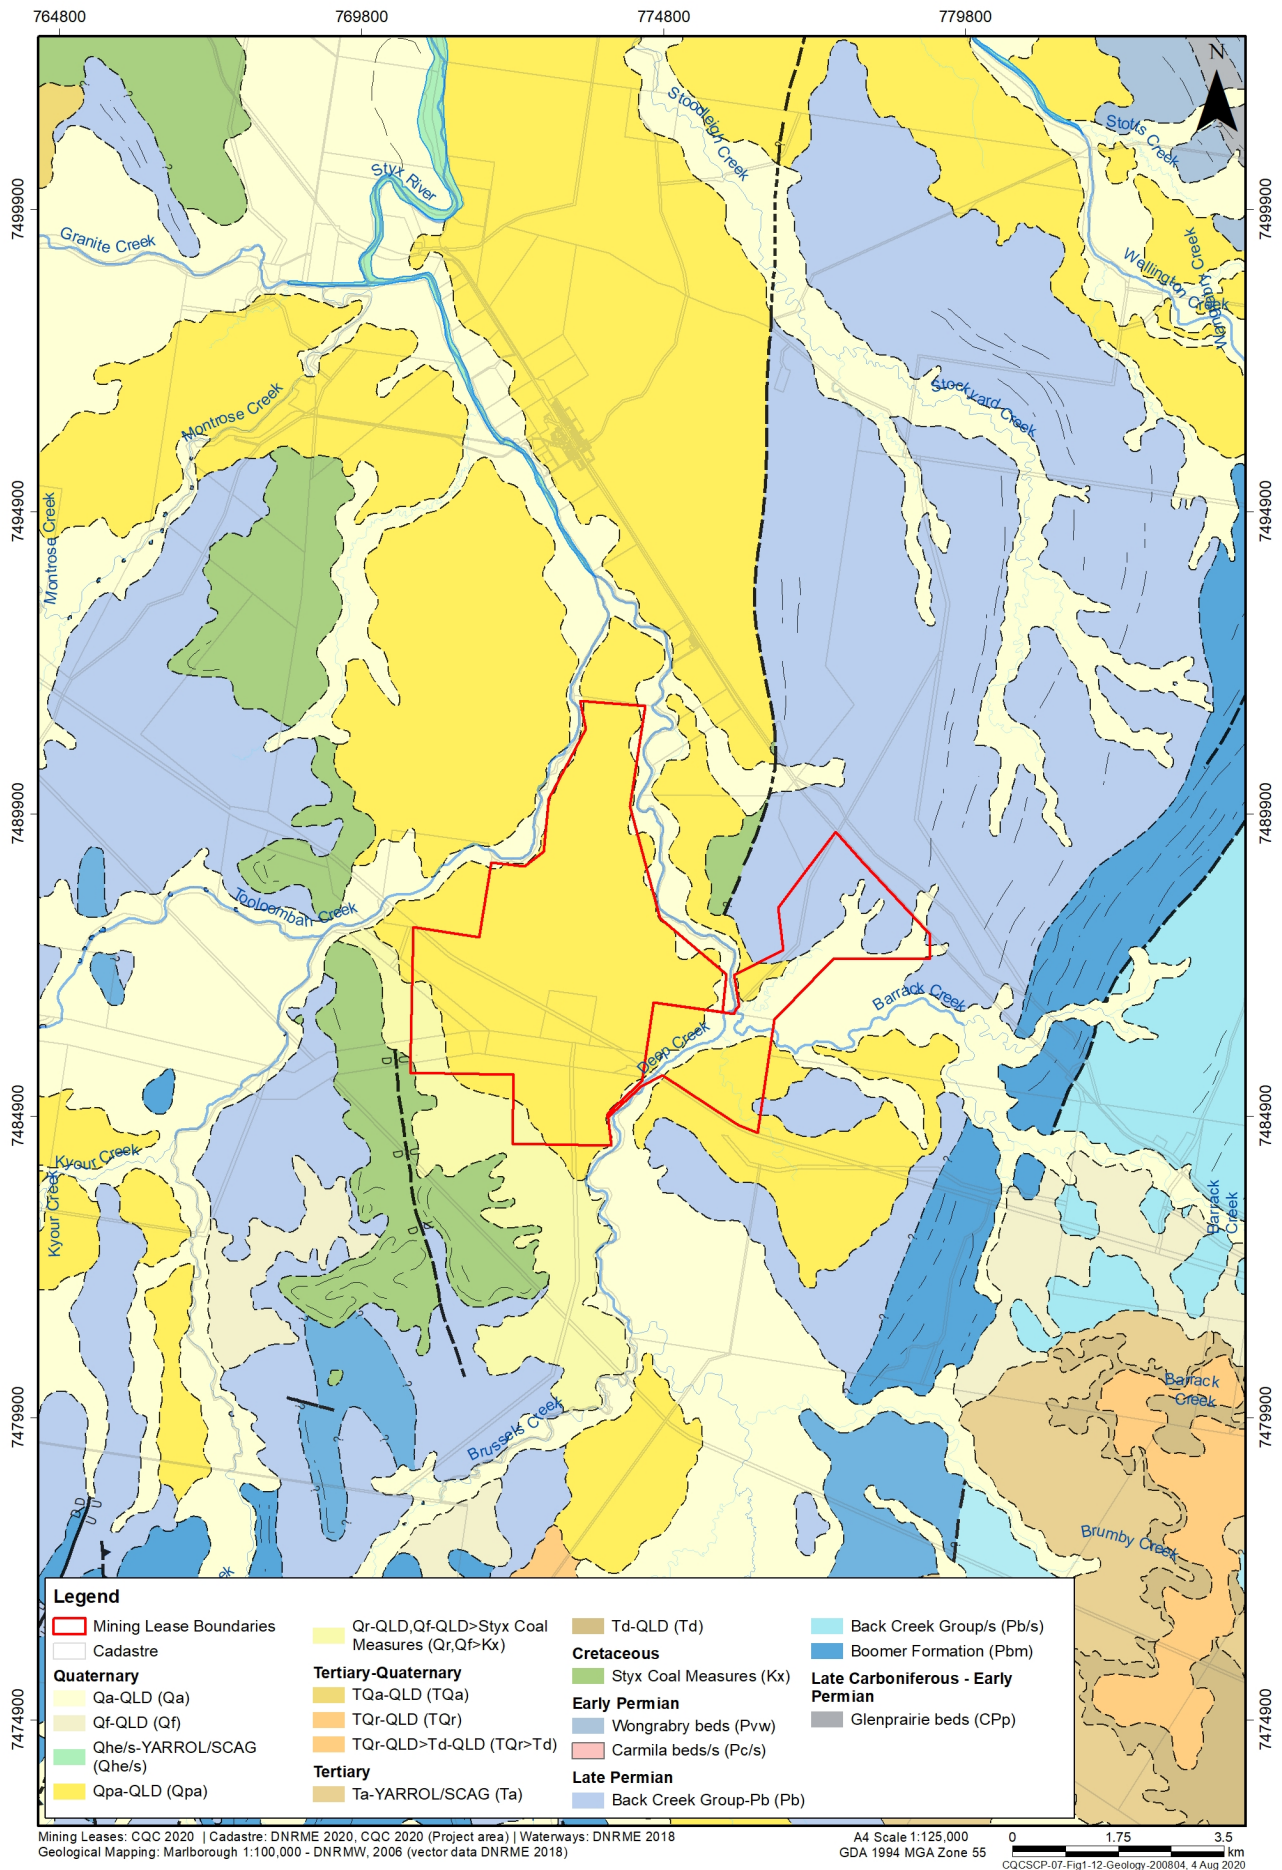 764800
769800
774800
779800
N
7499900
7499900
Stoodleigh Creek
Stotts Creek
Styx River
Granite Creek
Wellington Creek
Wangrabry Creek
Montrose Creek
Stockyard Creek
7494900
7494900
Montrose Creek
7489900
7489900
Tooloombah Creek
Barrack Creek
Deep Creek
7484900
7484900
Kyour Creek
Kyour Creek
Barrack
Creek
Barrack
Creek
7479900
7479900
Brussels Creek
Brumby Creek
7474900
7474900
Legend
Mining Lease Boundaries
Cadastre
Quaternary
Qa-QLD (Qa)
Qf-QLD (Qf)
Qhe/s-YARROL/SCAG
(Qhe/s)
Qpa-QLD (Qpa)
Qr-QLD,Qf-QLD>Styx Coal
Measures (Qr,Qf>Kx)
Tertiary-Quaternary
TQa-QLD (TQa)
TQr-QLD (TQr)
TQr-QLD>Td-QLD (TQr>Td)
Tertiary
Ta-YARROL/SCAG (Ta)
Td-QLD (Td)
Cretaceous
Styx Coal Measures (Kx)
Early Permian
Wongrabry beds (Pvw)
Carmila beds/s (Pc/s)
Late Permian
Back Creek Group-Pb (Pb)
Back Creek Group/s (Pb/s)
Boomer Formation (Pbm)
Late Carboniferous - Early
Permian
Glenprairie beds (CPp)
Mining Leases: CQC 2020 | Cadastre: DNRME 2020, CQC 2020 (Project area) | Waterways: DNRME 2018
Geological Mapping: Marlborough 1:100,000 - DNRMW, 2006 (vector data DNRME 2018)
A4 Scale 1:125,000
GDA 1994 MGA Zone 55
0 1.75 3.5
km
CQCSCP-07-Fig1-12-Geology-200804, 4 Aug 2020